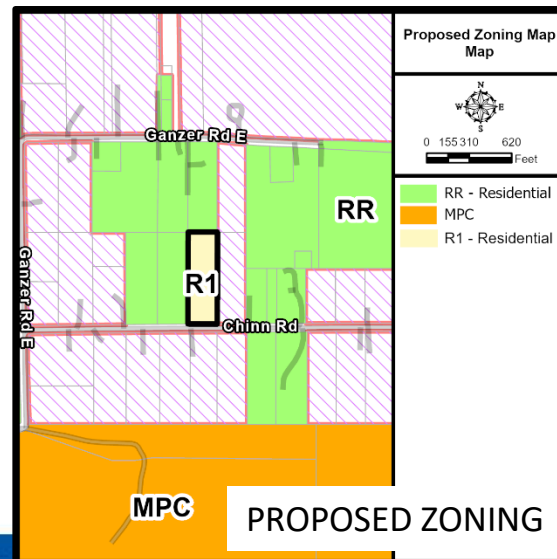 Proposed Zoning Map
Map
N
W E
S
0 155 310 620
Feet
RR - Residential
MPC
R1 - Residential
Ganzer Rd E
RR
Ganzer Rd E
R1
Chinn Rd
MPC
PROPOSED ZONING